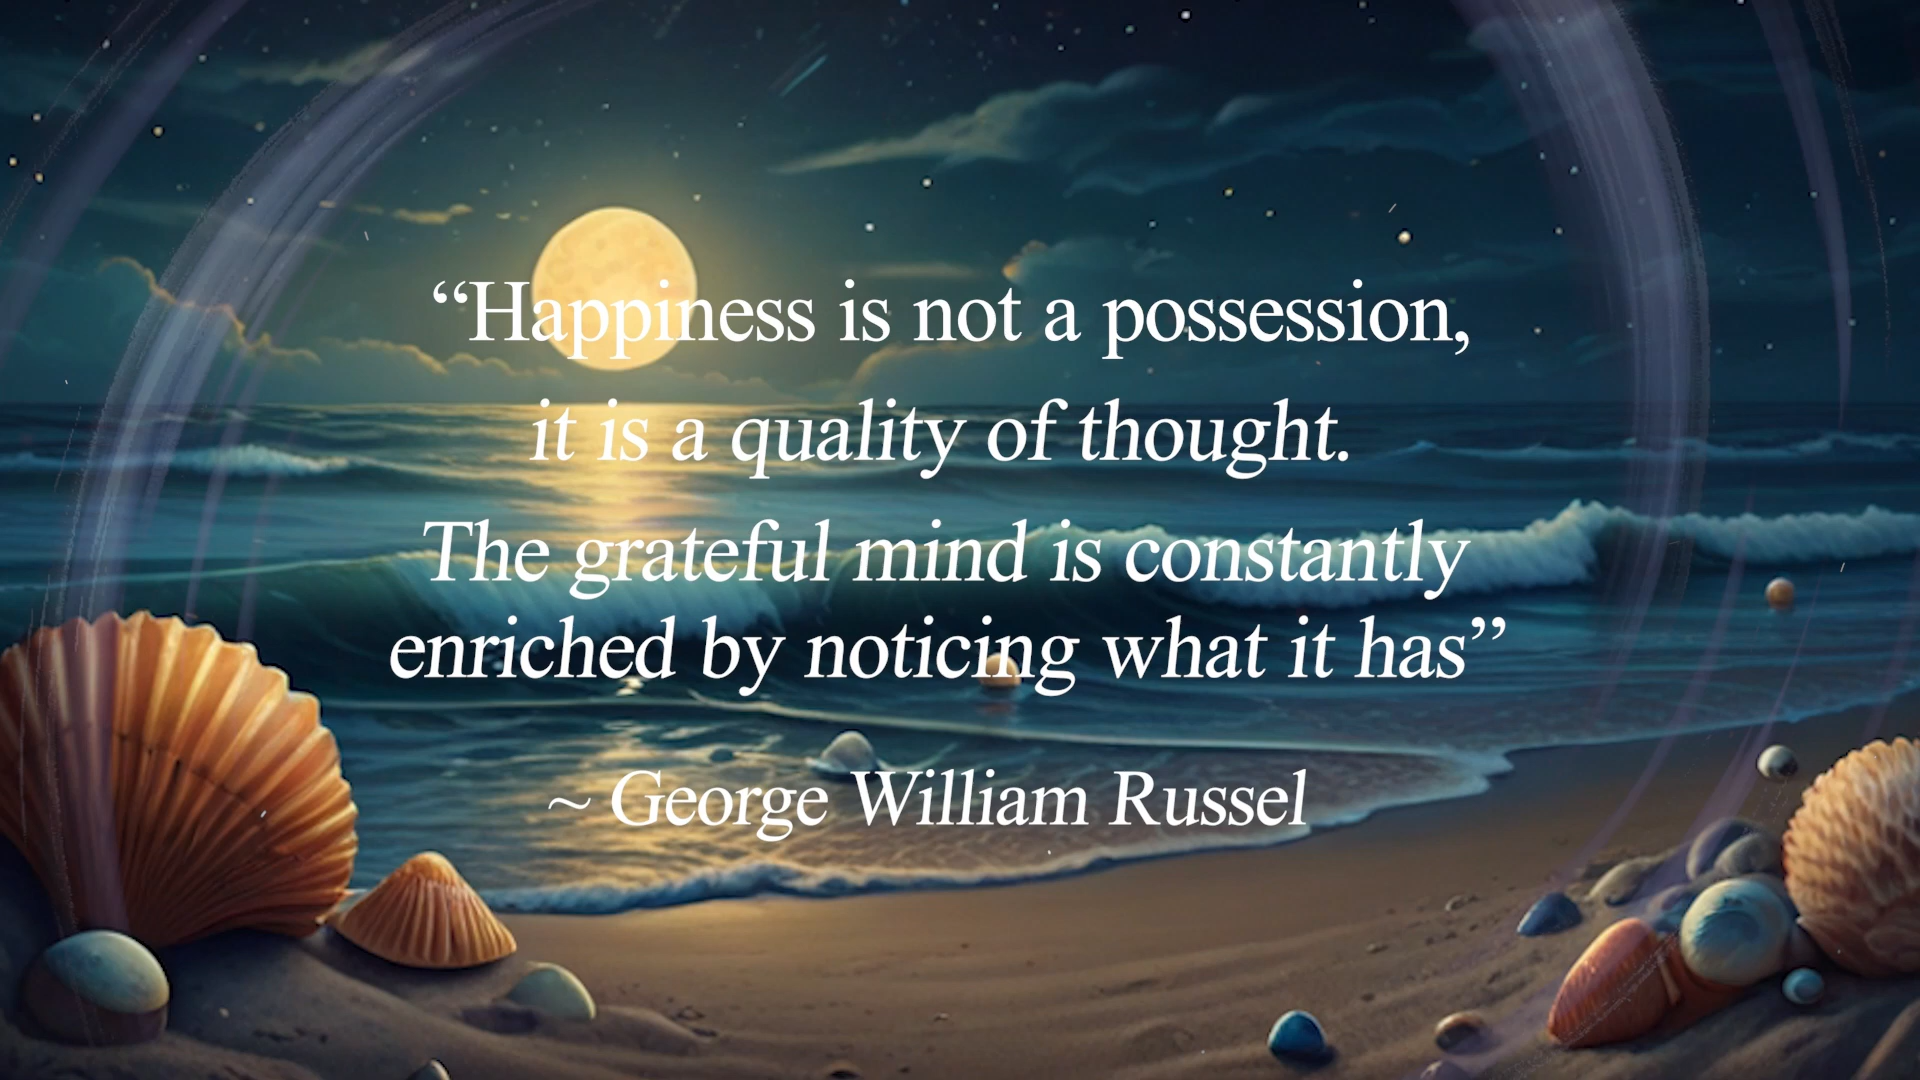 “Happiness is not a possession,
it is a quality of thought.
The grateful mind is constantly
enriched by noticing what it has”
~ George William Russel